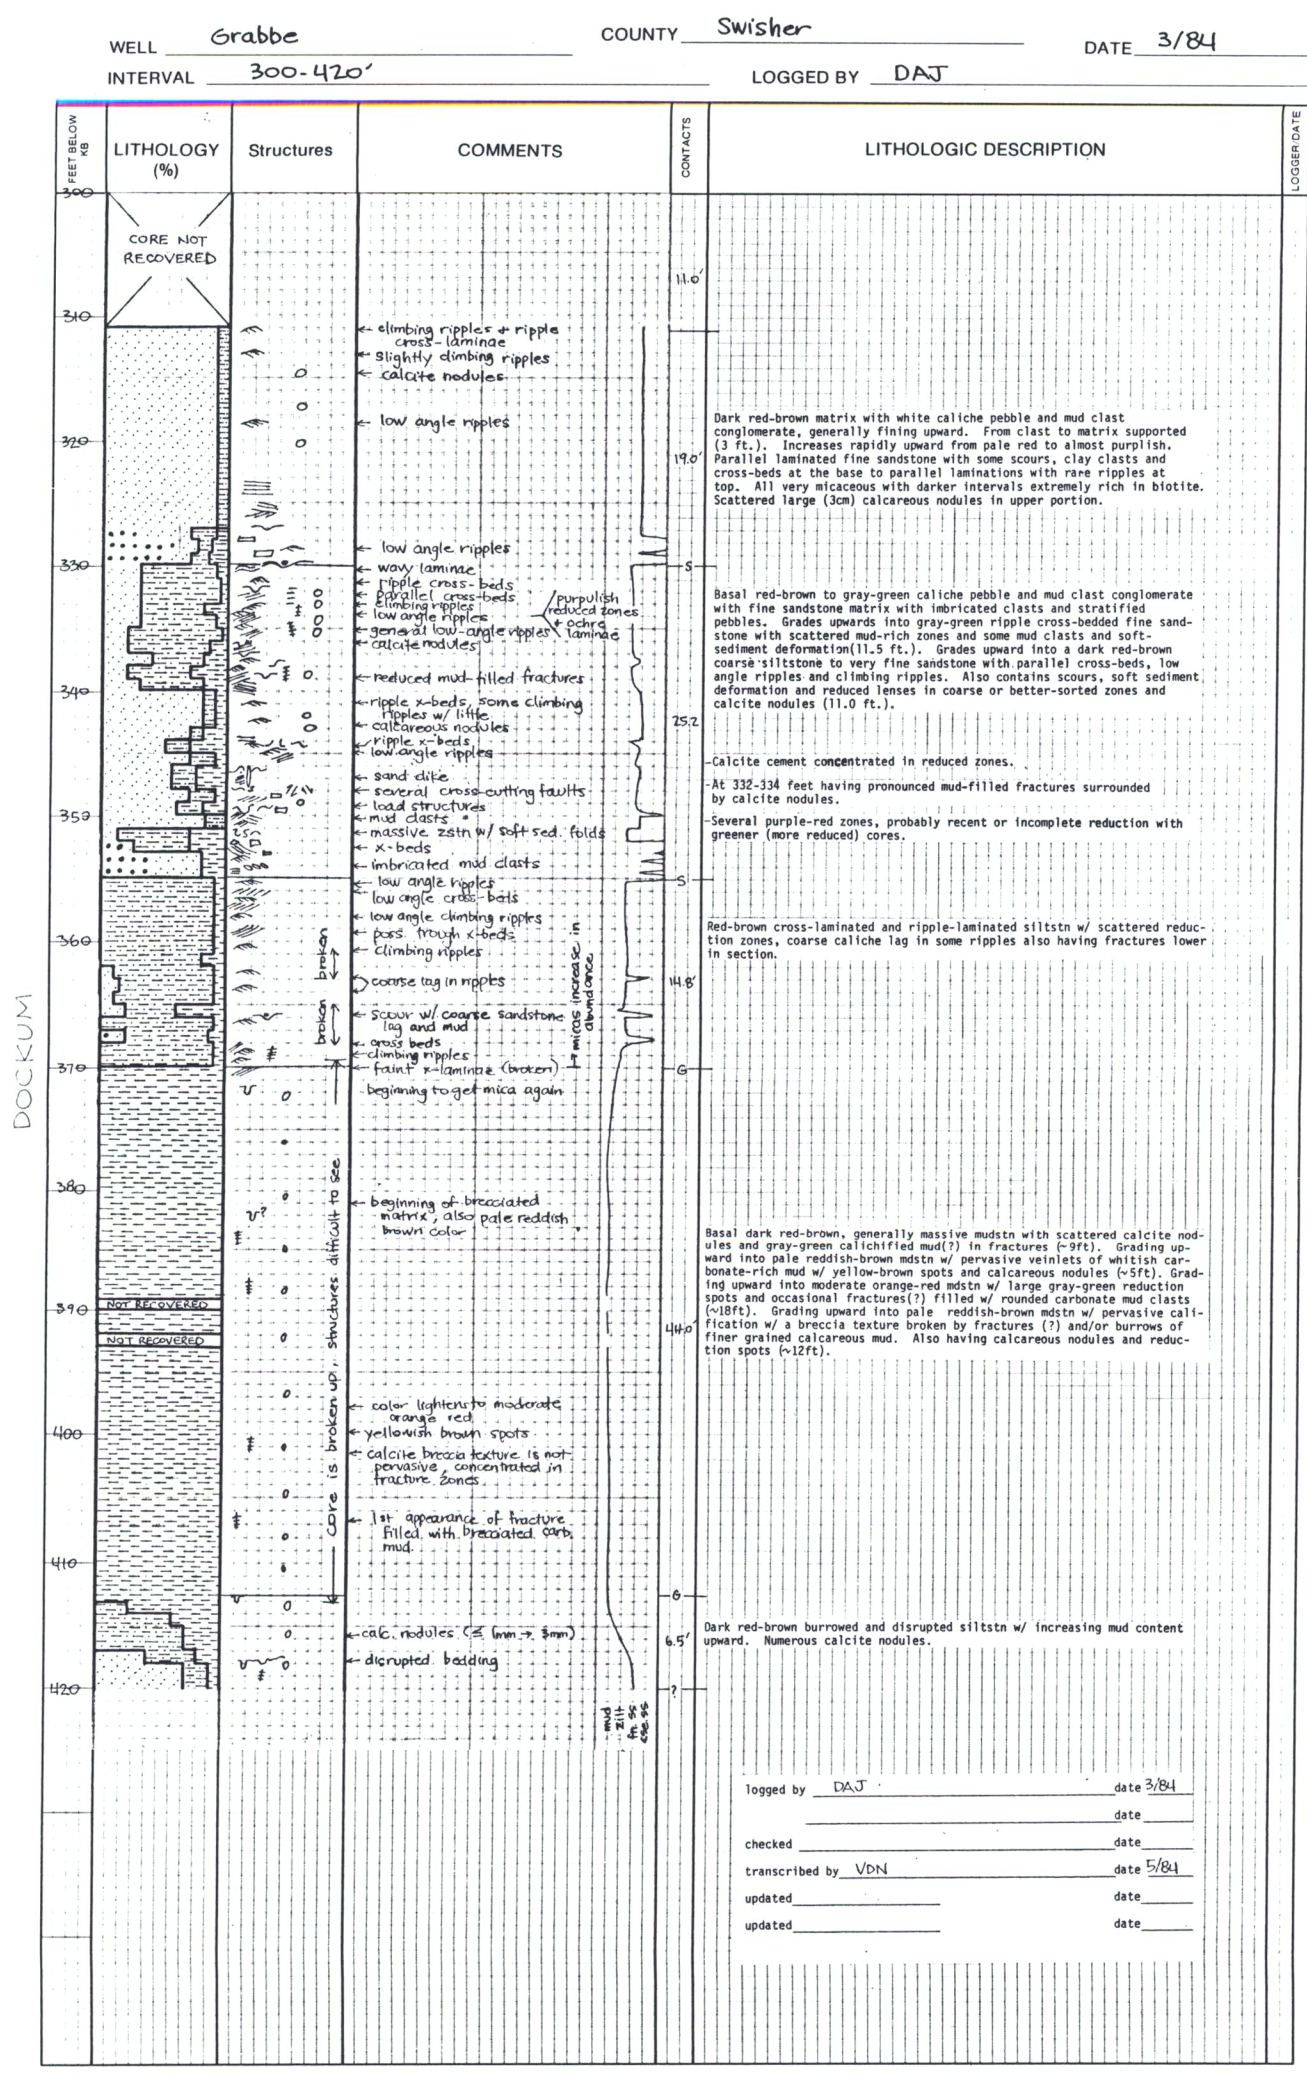 WELL Grabbe COUNTY Swisher DATE 3/84
INTERVAL 300-420' LOGGED BY DAJ
FEET BELOW KB
LITHOLOGY (%)
Structures
COMMENTS
CONTACTS
LITHOLOGIC DESCRIPTION
LOGGER/DATE
DOCKUM
300
310
320
330
340
350
360
370
380
390
400
410
420
CORE NOT
RECOVERED
NOT RECOVERED
NOT RECOVERED
broken
broken
core is broken up, structures difficult to see
climbing ripples + ripple
cross-laminae
slightly climbing ripples
calcite nodules
low angle ripples
low angle ripples
wavy laminae
ripple cross-beds
parallel cross-beds
climbing ripples
low angle ripples
general low-angle ripples
calcite nodules
purpulish
reduced zones
+ ochre
laminae
reduced mud-filled fractures
ripple x-beds, some climbing
ripples w/ little
calcareous nodules
ripple x-beds
low angle ripples
sand dike
several cross-cutting faults
load structures
mud clasts
massive zstn w/ soft sed. folds
x-beds
imbricated mud clasts
low angle ripples
low angle cross-beds
low angle climbing ripples
poss. trough x-beds
climbing ripples
coarse lag in ripples
scour w/ coarse sandstone
lag and mud
cross beds
climbing ripples
faint x-laminae (broken)
micas increase in
abundance
beginning to get mica again
beginning of brecciated
matrix, also pale reddish
brown color
color lightens to moderate
orange red
yellowish brown spots
calcite breccia texture is not
pervasive, concentrated in
fracture zones
1st appearance of fracture
filled with brecciated carb.
mud.
calc. nodules (≤ 1mm → 3mm)
disrupted bedding
mud
zilt
fn. ss
cse. ss
11.0'
19.0'
S
25.2
S
14.8'
G
44.0'
G
6.5'
?
Dark red-brown matrix with white caliche pebble and mud clast
conglomerate, generally fining upward. From clast to matrix supported
(3 ft.). Increases rapidly upward from pale red to almost purplish.
Parallel laminated fine sandstone with some scours, clay clasts and
cross-beds at the base to parallel laminations with rare ripples at
top. All very micaceous with darker intervals extremely rich in biotite.
Scattered large (3cm) calcareous nodules in upper portion.
Basal red-brown to gray-green caliche pebble and mud clast conglomerate
with fine sandstone matrix with imbricated clasts and stratified
pebbles. Grades upwards into gray-green ripple cross-bedded fine sand-
stone with scattered mud-rich zones and some mud clasts and soft-
sediment deformation(11.5 ft.). Grades upward into a dark red-brown
coarse siltstone to very fine sandstone with parallel cross-beds, low
angle ripples and climbing ripples. Also contains scours, soft sediment
deformation and reduced lenses in coarse or better-sorted zones and
calcite nodules (11.0 ft.).
-Calcite cement concentrated in reduced zones.
-At 332-334 feet having pronounced mud-filled fractures surrounded
by calcite nodules.
-Several purple-red zones, probably recent or incomplete reduction with
greener (more reduced) cores.
Red-brown cross-laminated and ripple-laminated siltstn w/ scattered reduc-
tion zones, coarse caliche lag in some ripples also having fractures lower
in section.
Basal dark red-brown, generally massive mudstn with scattered calcite nod-
ules and gray-green calichified mud(?) in fractures (~9ft). Grading up-
ward into pale reddish-brown mdstn w/ pervasive veinlets of whitish car-
bonate-rich mud w/ yellow-brown spots and calcareous nodules (~5ft). Grad-
ing upward into moderate orange-red mdstn w/ large gray-green reduction
spots and occasional fractures(?) filled w/ rounded carbonate mud clasts
(~18ft). Grading upward into pale reddish-brown mdstn w/ pervasive cali-
fication w/ a breccia texture broken by fractures (?) and/or burrows of
finer grained calcareous mud. Also having calcareous nodules and reduc-
tion spots (~12ft).
Dark red-brown burrowed and disrupted siltstn w/ increasing mud content
upward. Numerous calcite nodules.
logged by DAJ date 3/84
date
checked date
transcribed by VDN date 5/84
updated date
updated date